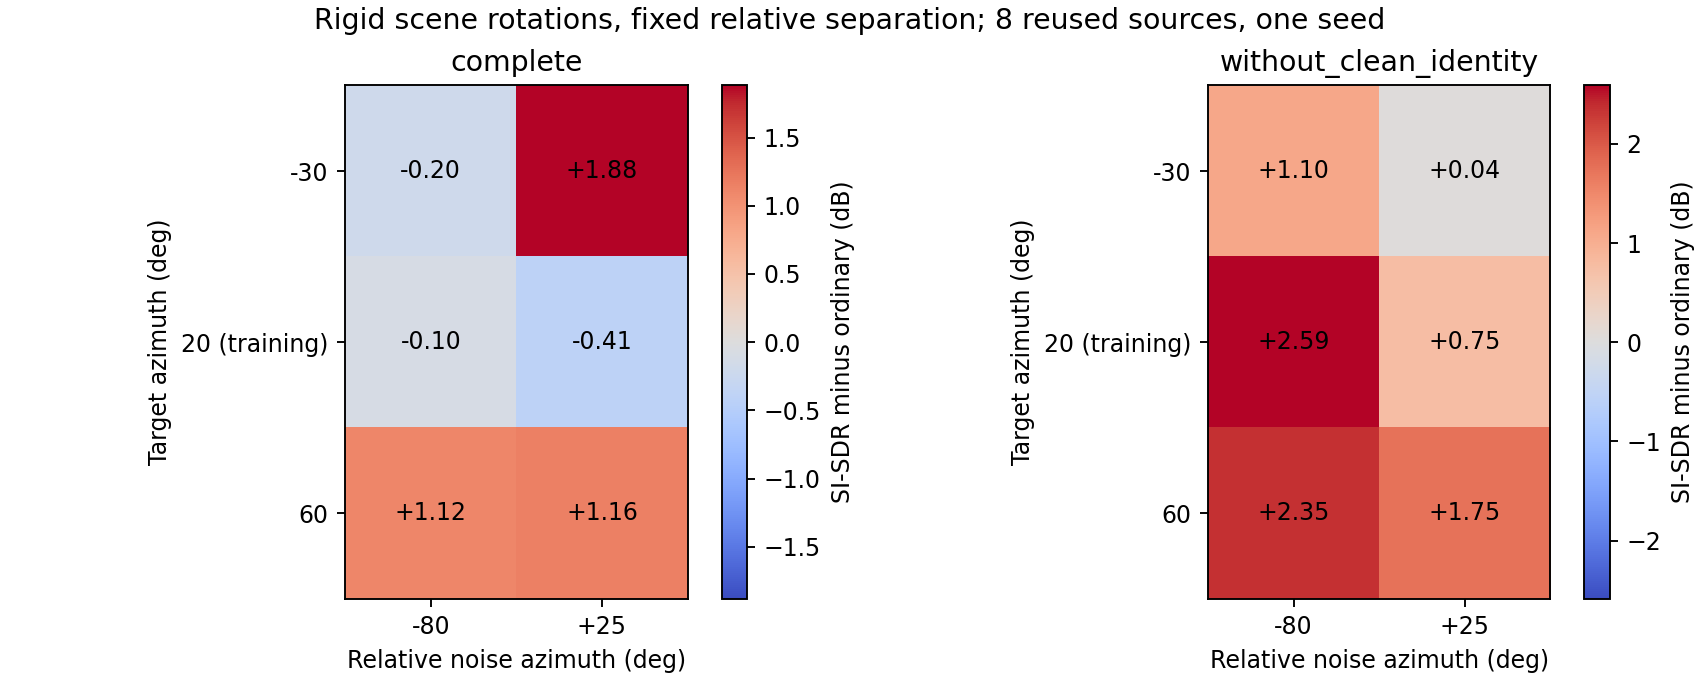 Rigid scene rotations, fixed relative separation; 8 reused sources, one seed
complete
Target azimuth (deg)
-30
20 (training)
60
-0.20
+1.88
-0.10
-0.41
+1.12
+1.16
-80
+25
Relative noise azimuth (deg)
1.5
1.0
0.5
0.0
−0.5
−1.0
−1.5
SI-SDR minus ordinary (dB)
without_clean_identity
Target azimuth (deg)
-30
20 (training)
60
+1.10
+0.04
+2.59
+0.75
+2.35
+1.75
-80
+25
Relative noise azimuth (deg)
2
1
0
−1
−2
SI-SDR minus ordinary (dB)